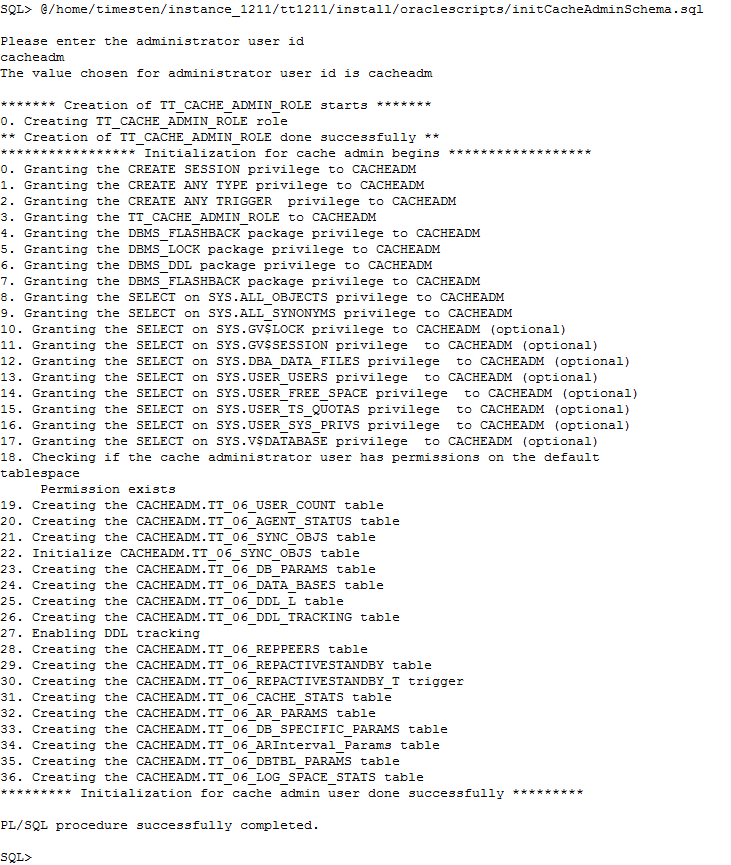 SQL> @/home/timesten/instance_1211/tt1211/install/oraclescripts/initCacheAdminSchema.sql
Please enter the administrator user id
cacheadm
The value chosen for administrator user id is cacheadm
******* Creation of TT_CACHE_ADMIN_ROLE starts *******
0. Creating TT_CACHE_ADMIN_ROLE role
** Creation of TT_CACHE_ADMIN_ROLE done successfully **
***************** Initialization for cache admin begins ******************
0. Granting the CREATE SESSION privilege to CACHEADM
1. Granting the CREATE ANY TYPE privilege to CACHEADM
2. Granting the CREATE ANY TRIGGER  privilege to CACHEADM
3. Granting the TT_CACHE_ADMIN_ROLE to CACHEADM
4. Granting the DBMS_FLASHBACK package privilege to CACHEADM
5. Granting the DBMS_LOCK package privilege to CACHEADM
6. Granting the DBMS_DDL package privilege to CACHEADM
7. Granting the DBMS_FLASHBACK package privilege to CACHEADM
8. Granting the SELECT on SYS.ALL_OBJECTS privilege to CACHEADM
9. Granting the SELECT on SYS.ALL_SYNONYMS privilege to CACHEADM
10. Granting the SELECT on SYS.GV$LOCK privilege to CACHEADM (optional)
11. Granting the SELECT on SYS.GV$SESSION privilege  to CACHEADM (optional)
12. Granting the SELECT on SYS.DBA_DATA_FILES privilege  to CACHEADM (optional)
13. Granting the SELECT on SYS.USER_USERS privilege  to CACHEADM (optional)
14. Granting the SELECT on SYS.USER_FREE_SPACE privilege  to CACHEADM (optional)
15. Granting the SELECT on SYS.USER_TS_QUOTAS privilege  to CACHEADM (optional)
16. Granting the SELECT on SYS.USER_SYS_PRIVS privilege  to CACHEADM (optional)
17. Granting the SELECT on SYS.V$DATABASE privilege  to CACHEADM (optional)
18. Checking if the cache administrator user has permissions on the default
tablespace
     Permission exists
19. Creating the CACHEADM.TT_06_USER_COUNT table
20. Creating the CACHEADM.TT_06_AGENT_STATUS table
21. Creating the CACHEADM.TT_06_SYNC_OBJS table
22. Initialize CACHEADM.TT_06_SYNC_OBJS table
23. Creating the CACHEADM.TT_06_DB_PARAMS table
24. Creating the CACHEADM.TT_06_DATA_BASES table
25. Creating the CACHEADM.TT_06_DDL_L table
26. Creating the CACHEADM.TT_06_DDL_TRACKING table
27. Enabling DDL tracking
28. Creating the CACHEADM.TT_06_REPPEERS table
29. Creating the CACHEADM.TT_06_REPACTIVESTANDBY table
30. Creating the CACHEADM.TT_06_REPACTIVESTANDBY_T trigger
31. Creating the CACHEADM.TT_06_CACHE_STATS table
32. Creating the CACHEADM.TT_06_AR_PARAMS table
33. Creating the CACHEADM.TT_06_DB_SPECIFIC_PARAMS table
34. Creating the CACHEADM.TT_06_ARInterval_Params table
35. Creating the CACHEADM.TT_06_DBTBL_PARAMS table
36. Creating the CACHEADM.TT_06_LOG_SPACE_STATS table
********* Initialization for cache admin user done successfully *********
PL/SQL procedure successfully completed.
SQL>